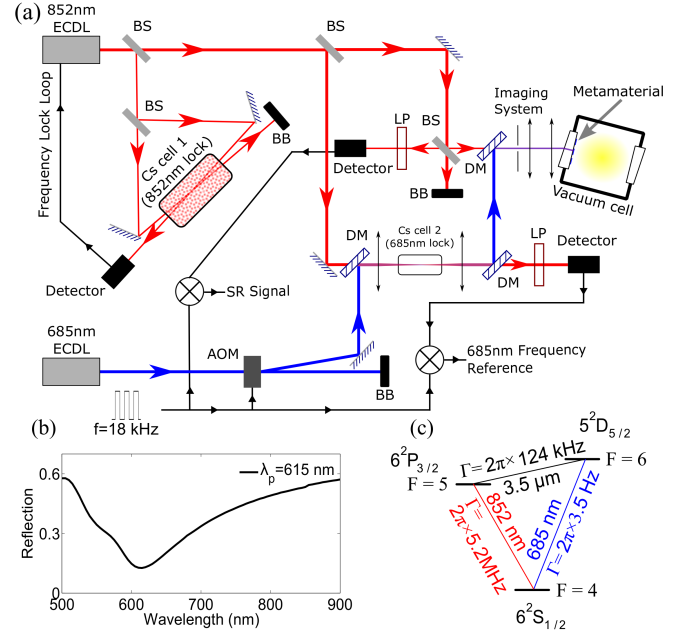 (a)
852nm
ECDL
BS
BS
BS
Frequency Lock Loop
Cs cell 1
(852nm lock)
BB
Detector
LP
BS
Detector
BB
DM
Imaging
System
Metamaterial
Vacuum cell
DM
Cs cell 2
(685nm lock)
DM
LP
Detector
SR Signal
685nm
ECDL
AOM
BB
685nm Frequency
Reference
f=18 kHz
(b)
λp=615 nm
Reflection
0.6
0.3
0
500
600
700
800
900
Wavelength (nm)
(c)
6²P3/2
5²D5/2
F = 5
F = 6
Γ=2π×124 kHz
3.5 μm
852 nm
Γ=
2π×5.2MHz
685 nm
Γ=2π×3.5 Hz
F = 4
6²S1/2